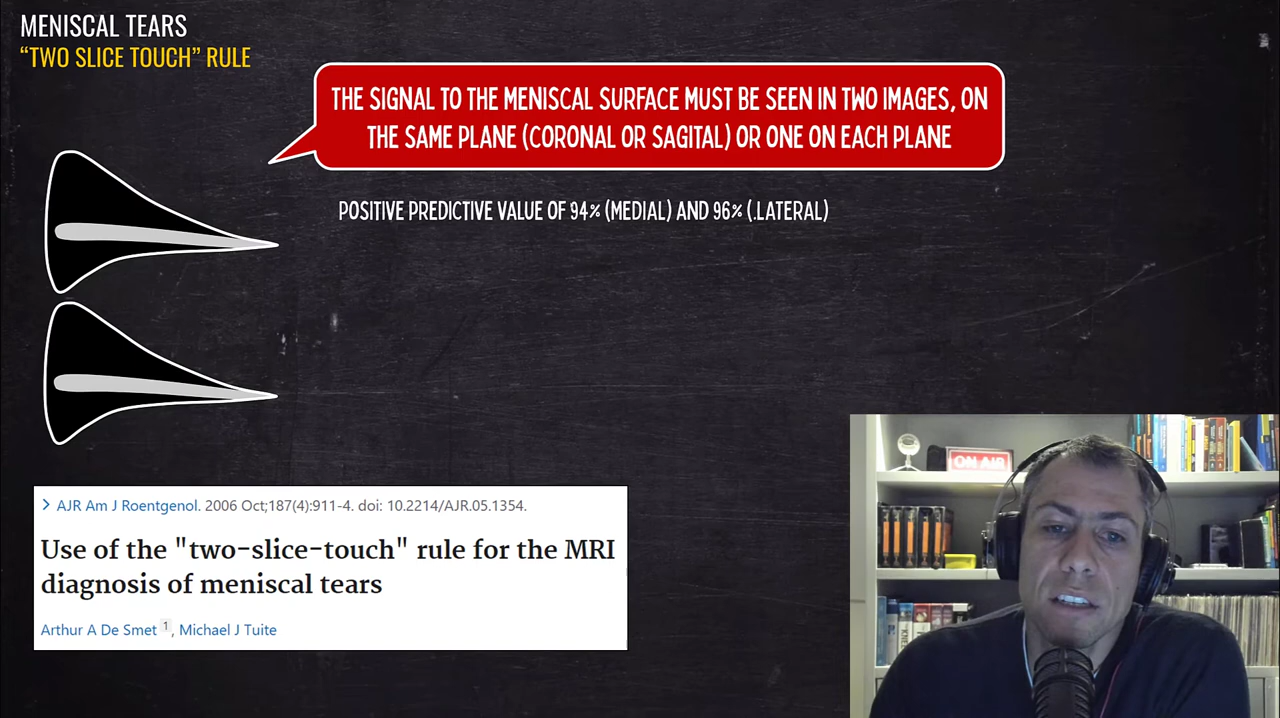 MENISCAL TEARS
“TWO SLICE TOUCH” RULE
THE SIGNAL TO THE MENISCAL SURFACE MUST BE SEEN IN TWO IMAGES, ON
THE SAME PLANE (CORONAL OR SAGITAL) OR ONE ON EACH PLANE
POSITIVE PREDICTIVE VALUE OF 94% (MEDIAL) AND 96% (.LATERAL)
> AJR Am J Roentgenol. 2006 Oct;187(4):911-4. doi: 10.2214/AJR.05.1354.
Use of the "two-slice-touch" rule for the MRI
diagnosis of meniscal tears
Arthur A De Smet 1, Michael J Tuite
ON AIR